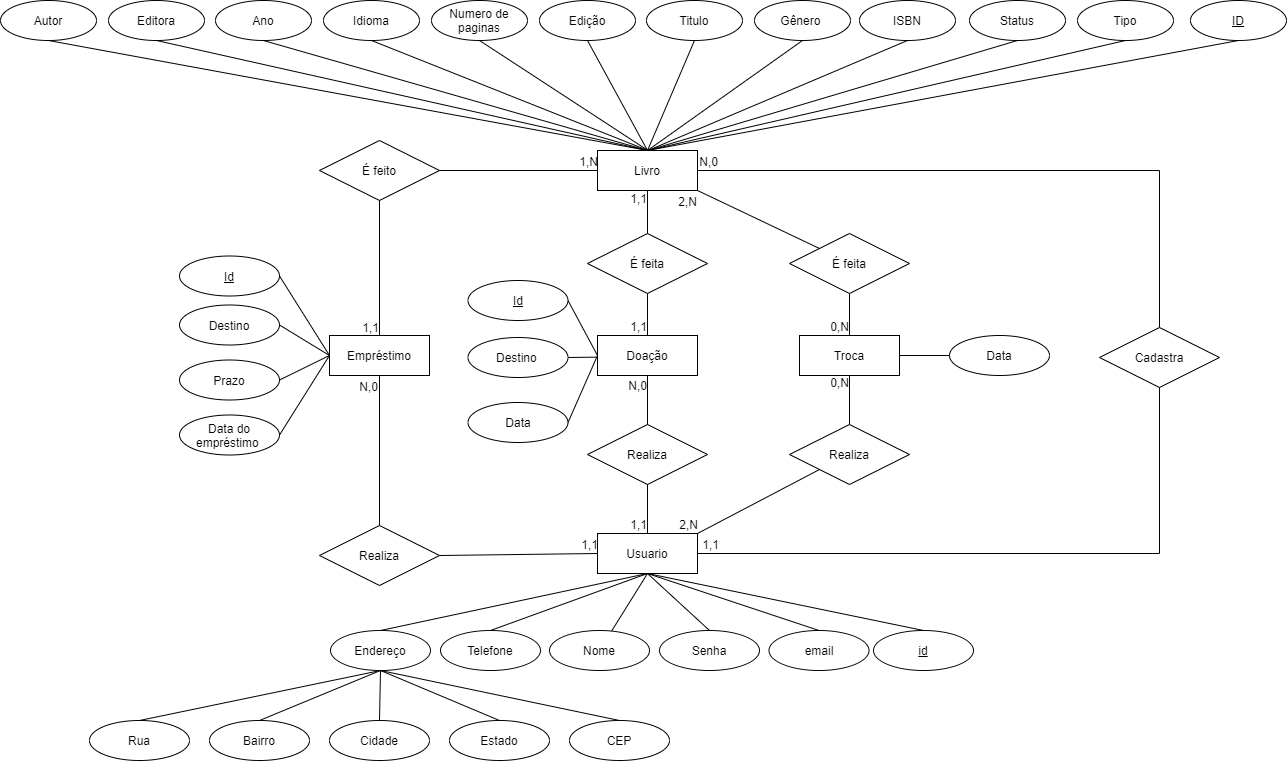 Autor
Editora
Ano
Idioma
Numero de
paginas
Edição
Titulo
Gênero
ISBN
Status
Tipo
ID
É feito
1,N
Livro
N,0
1,1
2,N
É feita
É feita
Id
Destino
Prazo
Data do
empréstimo
1,1
Empréstimo
N,0
Id
Destino
Data
1,1
Doação
N,0
0,N
Troca
0,N
Data
Cadastra
Realiza
Realiza
Realiza
1,1
1,1
2,N
Usuario
1,1
Endereço
Telefone
Nome
Senha
email
id
Rua
Bairro
Cidade
Estado
CEP